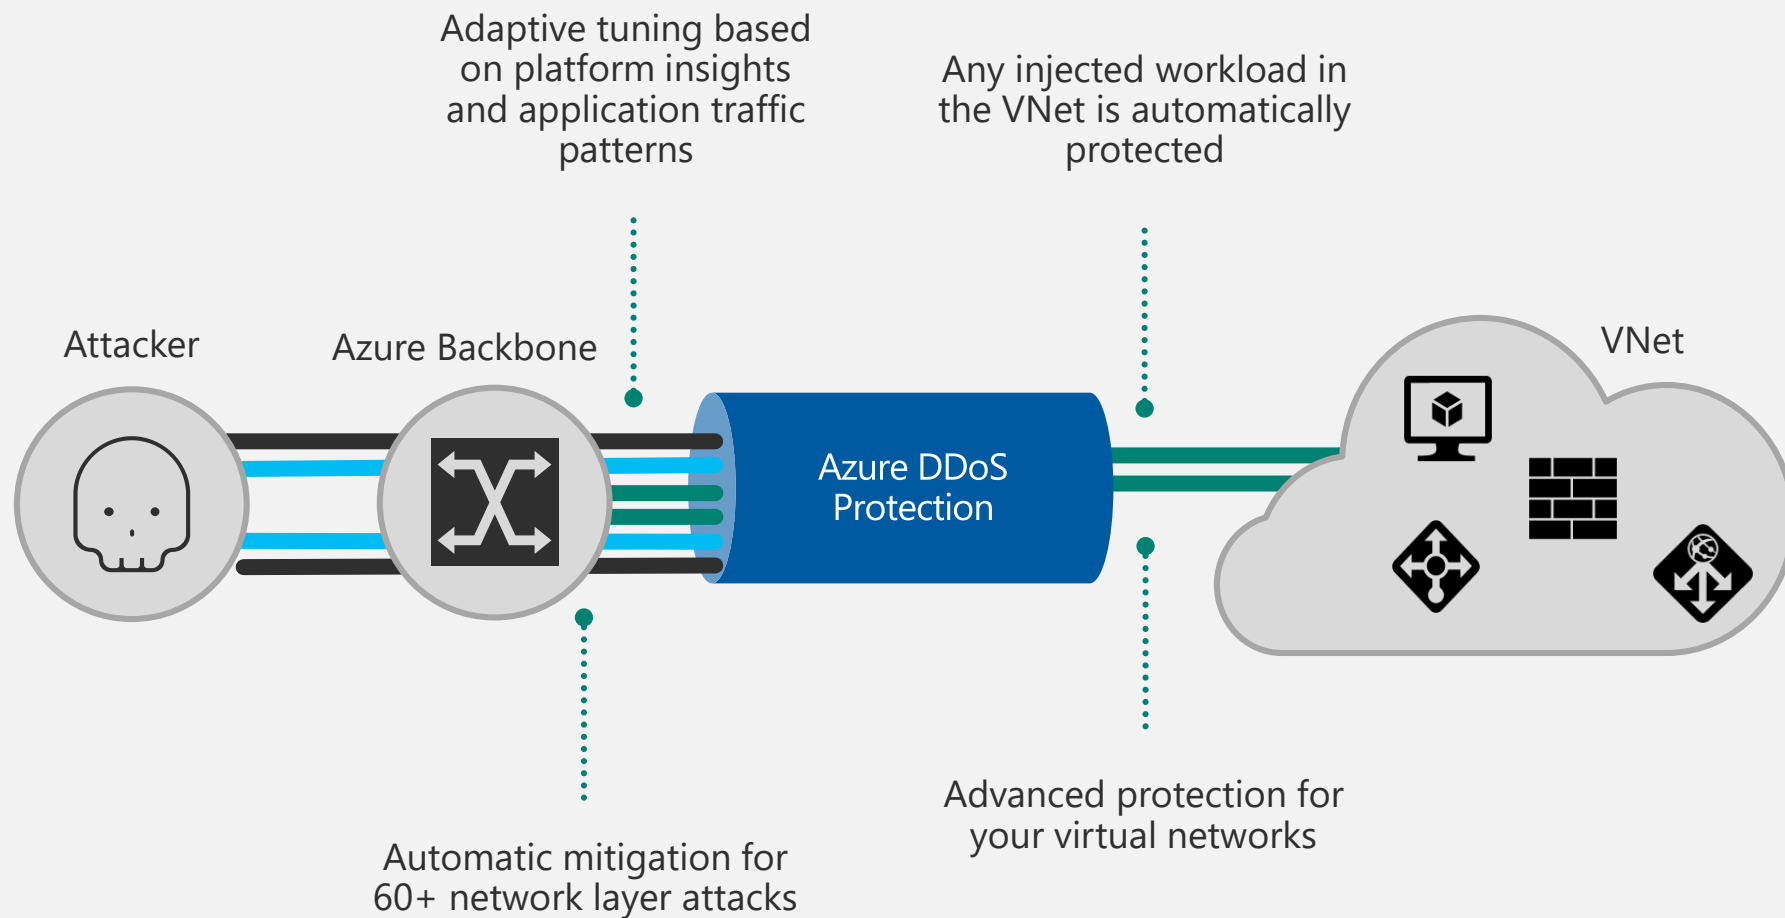 Adaptive tuning based
on platform insights
and application traffic
patterns
Any injected workload in
the VNet is automatically
protected
Attacker
Azure Backbone
VNet
Azure DDoS
Protection
Automatic mitigation for
60+ network layer attacks
Advanced protection for
your virtual networks